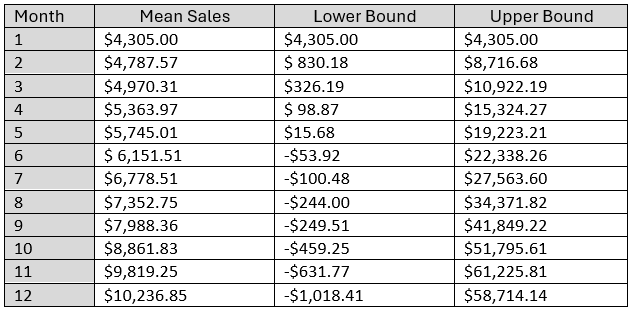 Month Mean Sales Lower Bound Upper Bound
1 $4,305.00 $4,305.00 $4,305.00
2 $4,787.57 $ 830.18 $8,716.68
3 $4,970.31 $326.19 $10,922.19
4 $5,363.97 $ 98.87 $15,324.27
5 $5,745.01 $15.68 $19,223.21
6 $ 6,151.51 -$53.92 $22,338.26
7 $6,778.51 -$100.48 $27,563.60
8 $7,352.75 -$244.00 $34,371.82
9 $7,988.36 -$249.51 $41,849.22
10 $8,861.83 -$459.25 $51,795.61
11 $9,819.25 -$631.77 $61,225.81
12 $10,236.85 -$1,018.41 $58,714.14